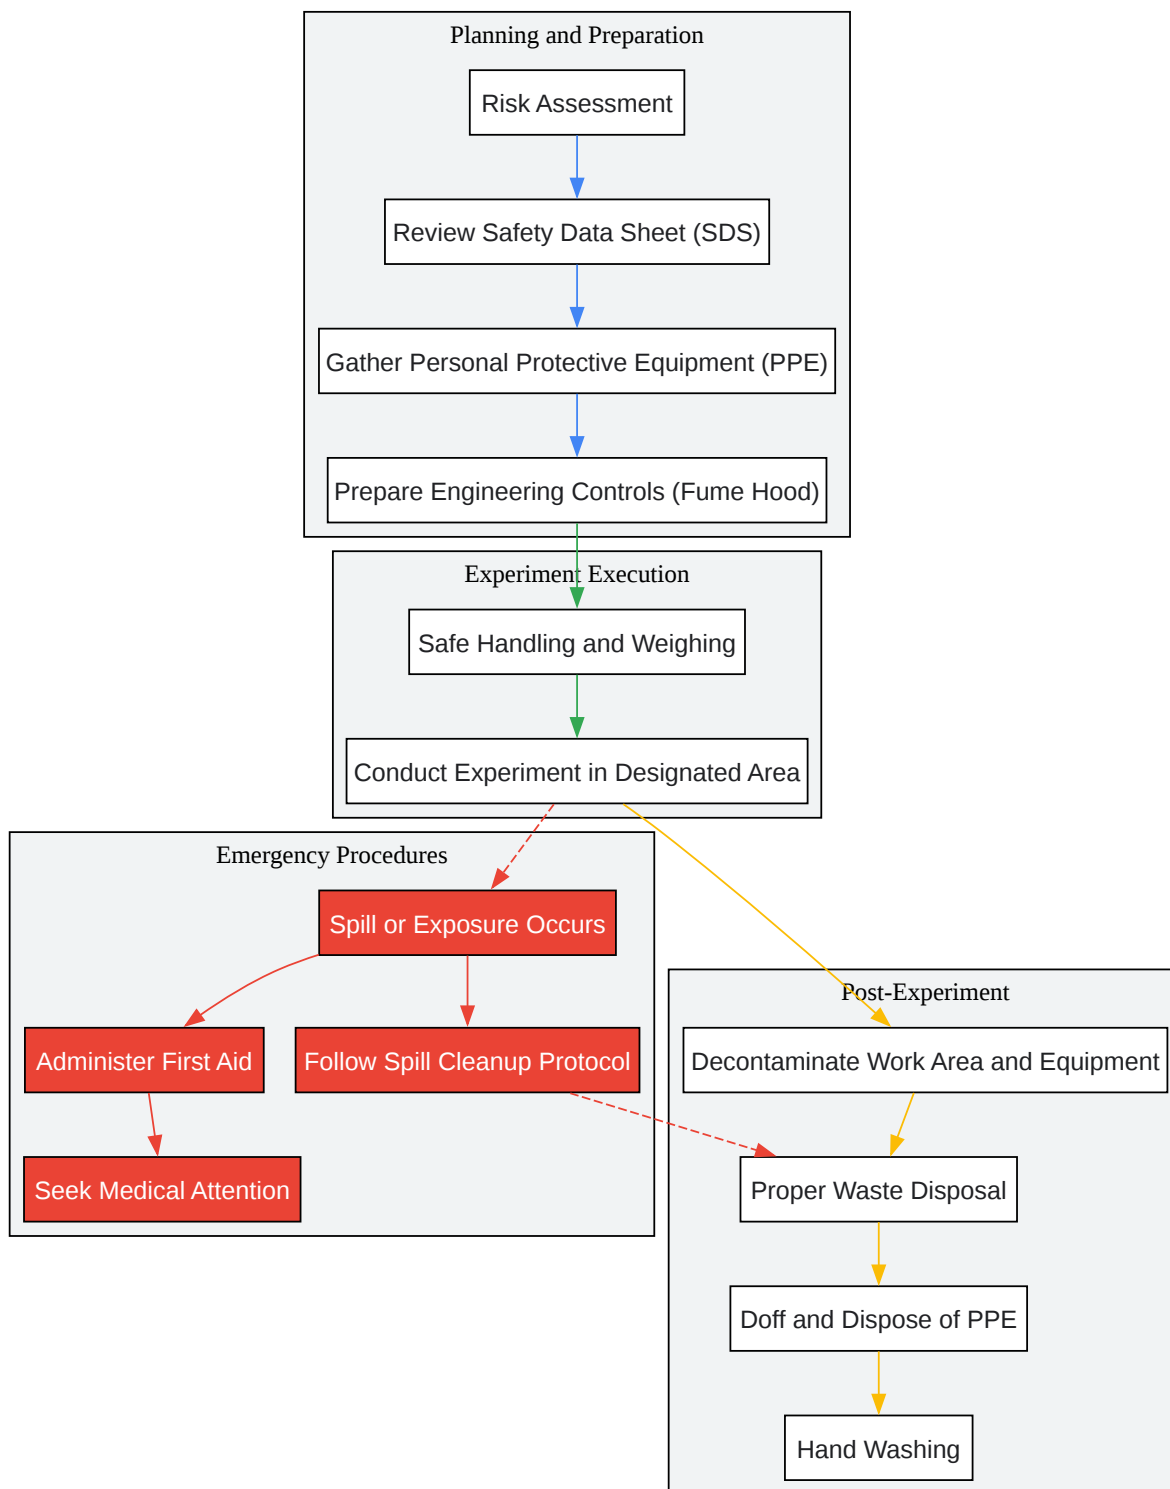 Planning and Preparation
Risk Assessment
Review Safety Data Sheet (SDS)
Gather Personal Protective Equipment (PPE)
Prepare Engineering Controls (Fume Hood)
Experiment Execution
Safe Handling and Weighing
Conduct Experiment in Designated Area
Emergency Procedures
Spill or Exposure Occurs
Administer First Aid
Follow Spill Cleanup Protocol
Seek Medical Attention
Post-Experiment
Decontaminate Work Area and Equipment
Proper Waste Disposal
Doff and Dispose of PPE
Hand Washing